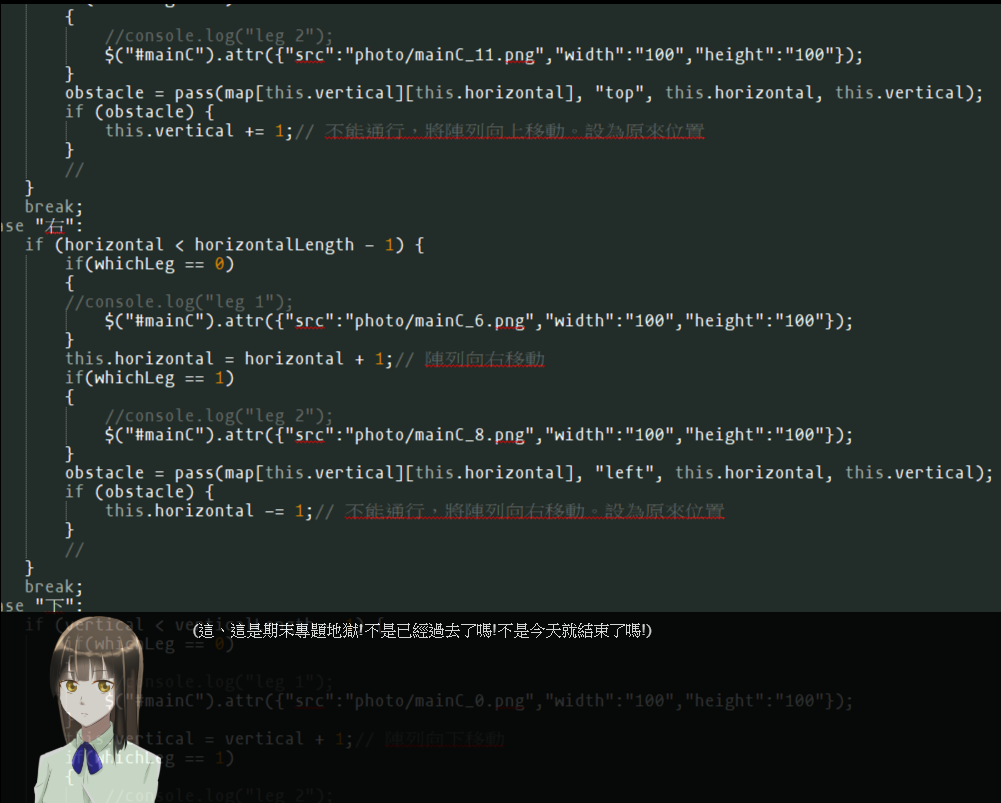 {
//console.log("leg 2");
$("#mainC").attr({"src":"photo/mainC_11.png","width":"100","height":"100"});
}
obstacle = pass(map[this.vertical][this.horizontal], "top", this.horizontal, this.vertical);
if (obstacle) {
this.vertical += 1;// 不能通行，將陣列向上移動。設為原來位置
}
//
}
break;
ase "右":
if (horizontal < horizontalLength - 1) {
if(whichLeg == 0)
{
//console.log("leg 1");
$("#mainC").attr({"src":"photo/mainC_6.png","width":"100","height":"100"});
}
this.horizontal = horizontal + 1;// 陣列向右移動
if(whichLeg == 1)
{
//console.log("leg 2");
$("#mainC").attr({"src":"photo/mainC_8.png","width":"100","height":"100"});
}
obstacle = pass(map[this.vertical][this.horizontal], "left", this.horizontal, this.vertical);
if (obstacle) {
this.horizontal -= 1;// 不能通行，將陣列向右移動。設為原來位置
}
//
}
break;
ase "下":
if (vertical < vertical
(這、這是期末專題地獄!不是已經過去了嗎!不是今天就結束了嗎!)
if(whichLeg == 0)
console.log("leg 1");
$("#mainC").attr({"src":"photo/mainC_0.png","width":"100","height":"100"});
vertical = vertical + 1;// 陣列向下移動
if(whichLeg == 1)
{
//console.log("leg 2");